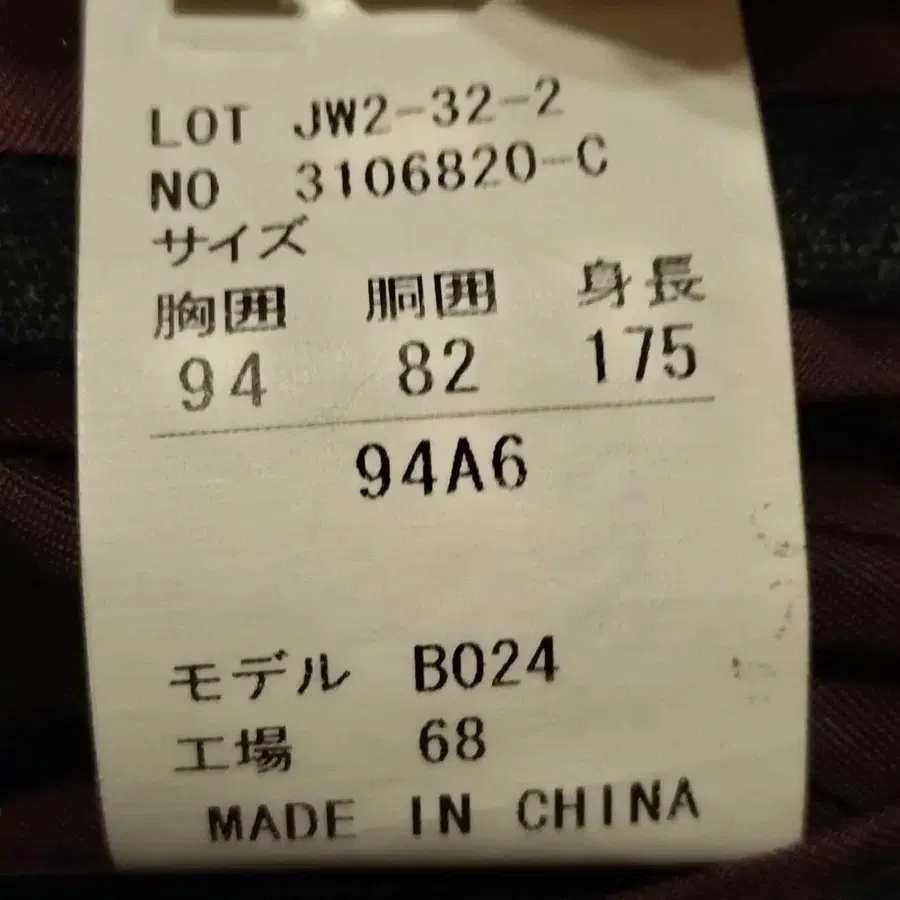 LOT JW2-32-2
NO 3106820-C
サイズ
胸囲 胴囲 身長
94 82 175
94A6
モデル B024
工場 68
MADE IN CHINA